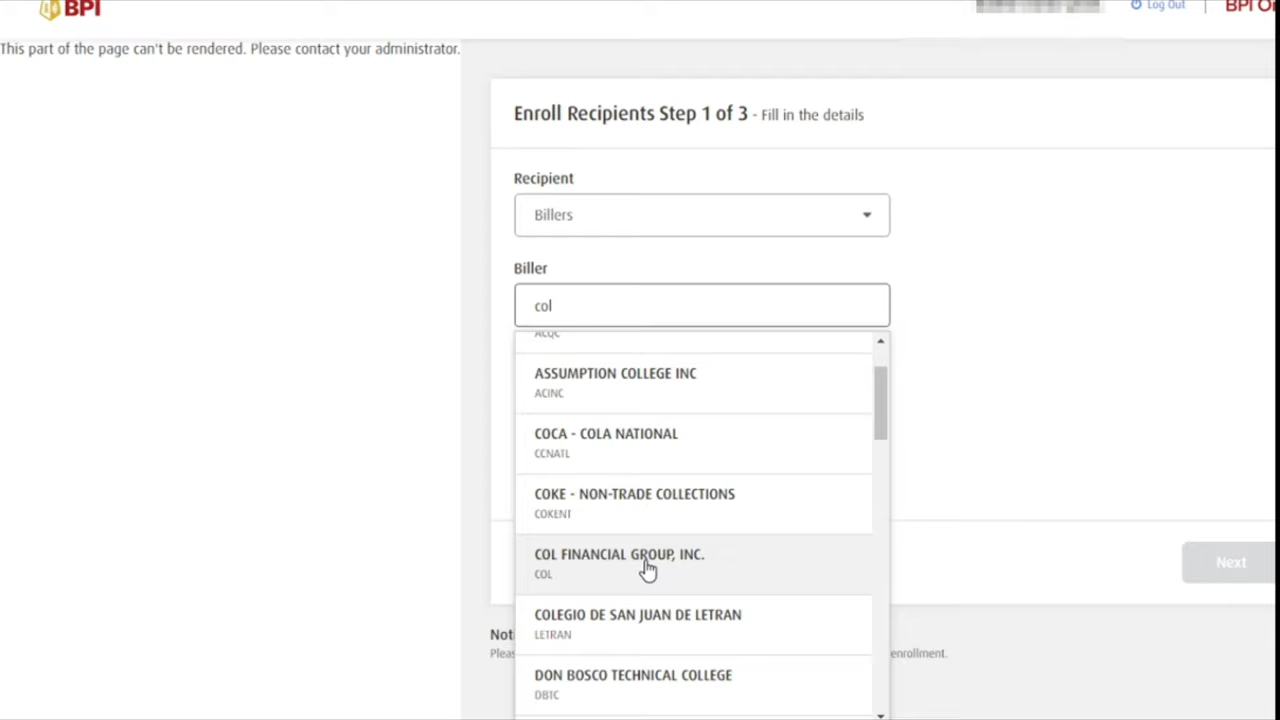 BPI
Log Out
BPI
This part of the page can't be rendered. Please contact your administrator.
Enroll Recipients Step 1 of 3 - Fill in the details
Recipient
Billers
Biller
col
ACQC
ASSUMPTION COLLEGE INC
ACINC
COCA - COLA NATIONAL
CCNATL
COKE - NON-TRADE COLLECTIONS
COKENT
COL FINANCIAL GROUP, INC.
COL
COLEGIO DE SAN JUAN DE LETRAN
LETRAN
Next
enrollment.
DON BOSCO TECHNICAL COLLEGE
DBTC